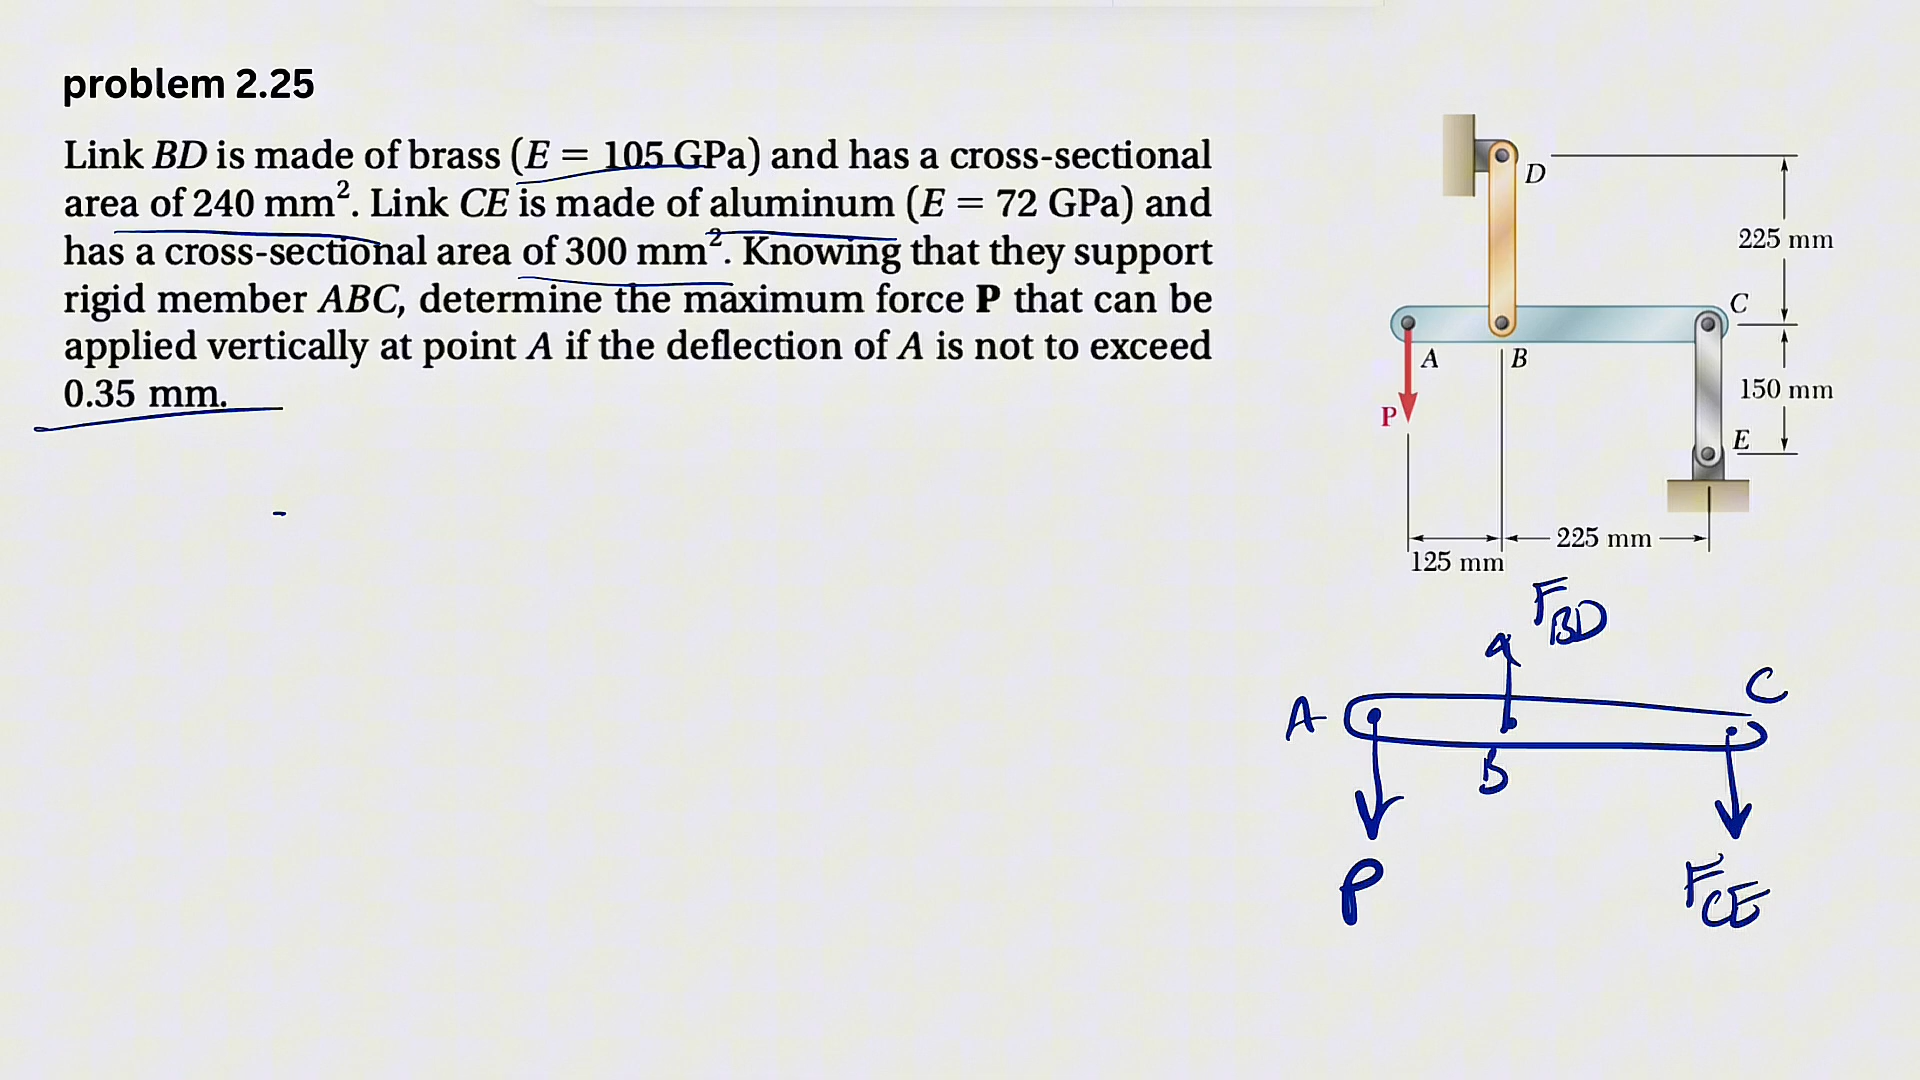 problem 2.25
Link BD is made of brass (E = 105 GPa) and has a cross-sectional
area of 240 mm². Link CE is made of aluminum (E = 72 GPa) and
has a cross-sectional area of 300 mm². Knowing that they support
rigid member ABC, determine the maximum force P that can be
applied vertically at point A if the deflection of A is not to exceed
0.35 mm.
D
225 mm
C
A
B
150 mm
P
E
225 mm
125 mm
F_BD
C
A
B
P
F_CE